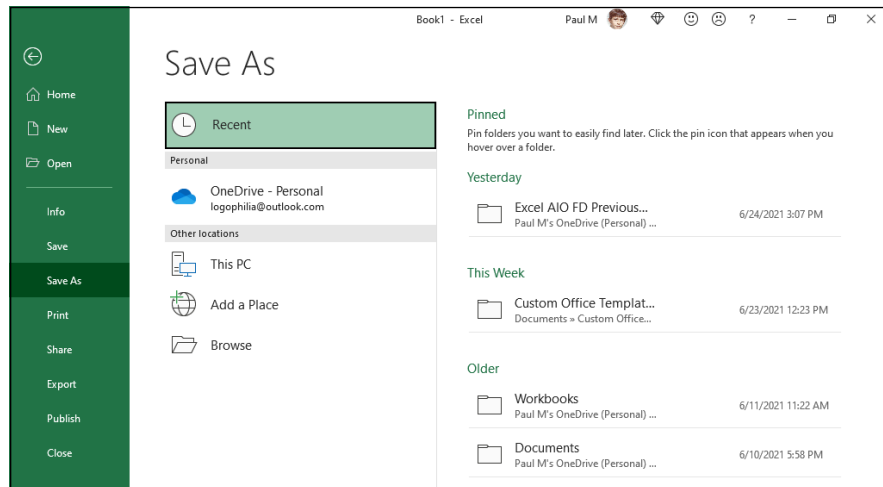 Book1 - Excel
Paul M
?
Save As
Home
New
Open
Info
Save
Save As
Print
Share
Export
Publish
Close
Recent
Personal
OneDrive - Personal
logophilia@outlook.com
Other locations
This PC
Add a Place
Browse
Pinned
Pin folders you want to easily find later. Click the pin icon that appears when you
hover over a folder.
Yesterday
Excel AIO FD Previous...
6/24/2021 3:07 PM
Paul M's OneDrive (Personal) ...
This Week
Custom Office Templat...
6/23/2021 12:23 PM
Documents » Custom Office...
Older
Workbooks
6/11/2021 11:22 AM
Paul M's OneDrive (Personal) ...
Documents
6/10/2021 5:58 PM
Paul M's OneDrive (Personal) ...